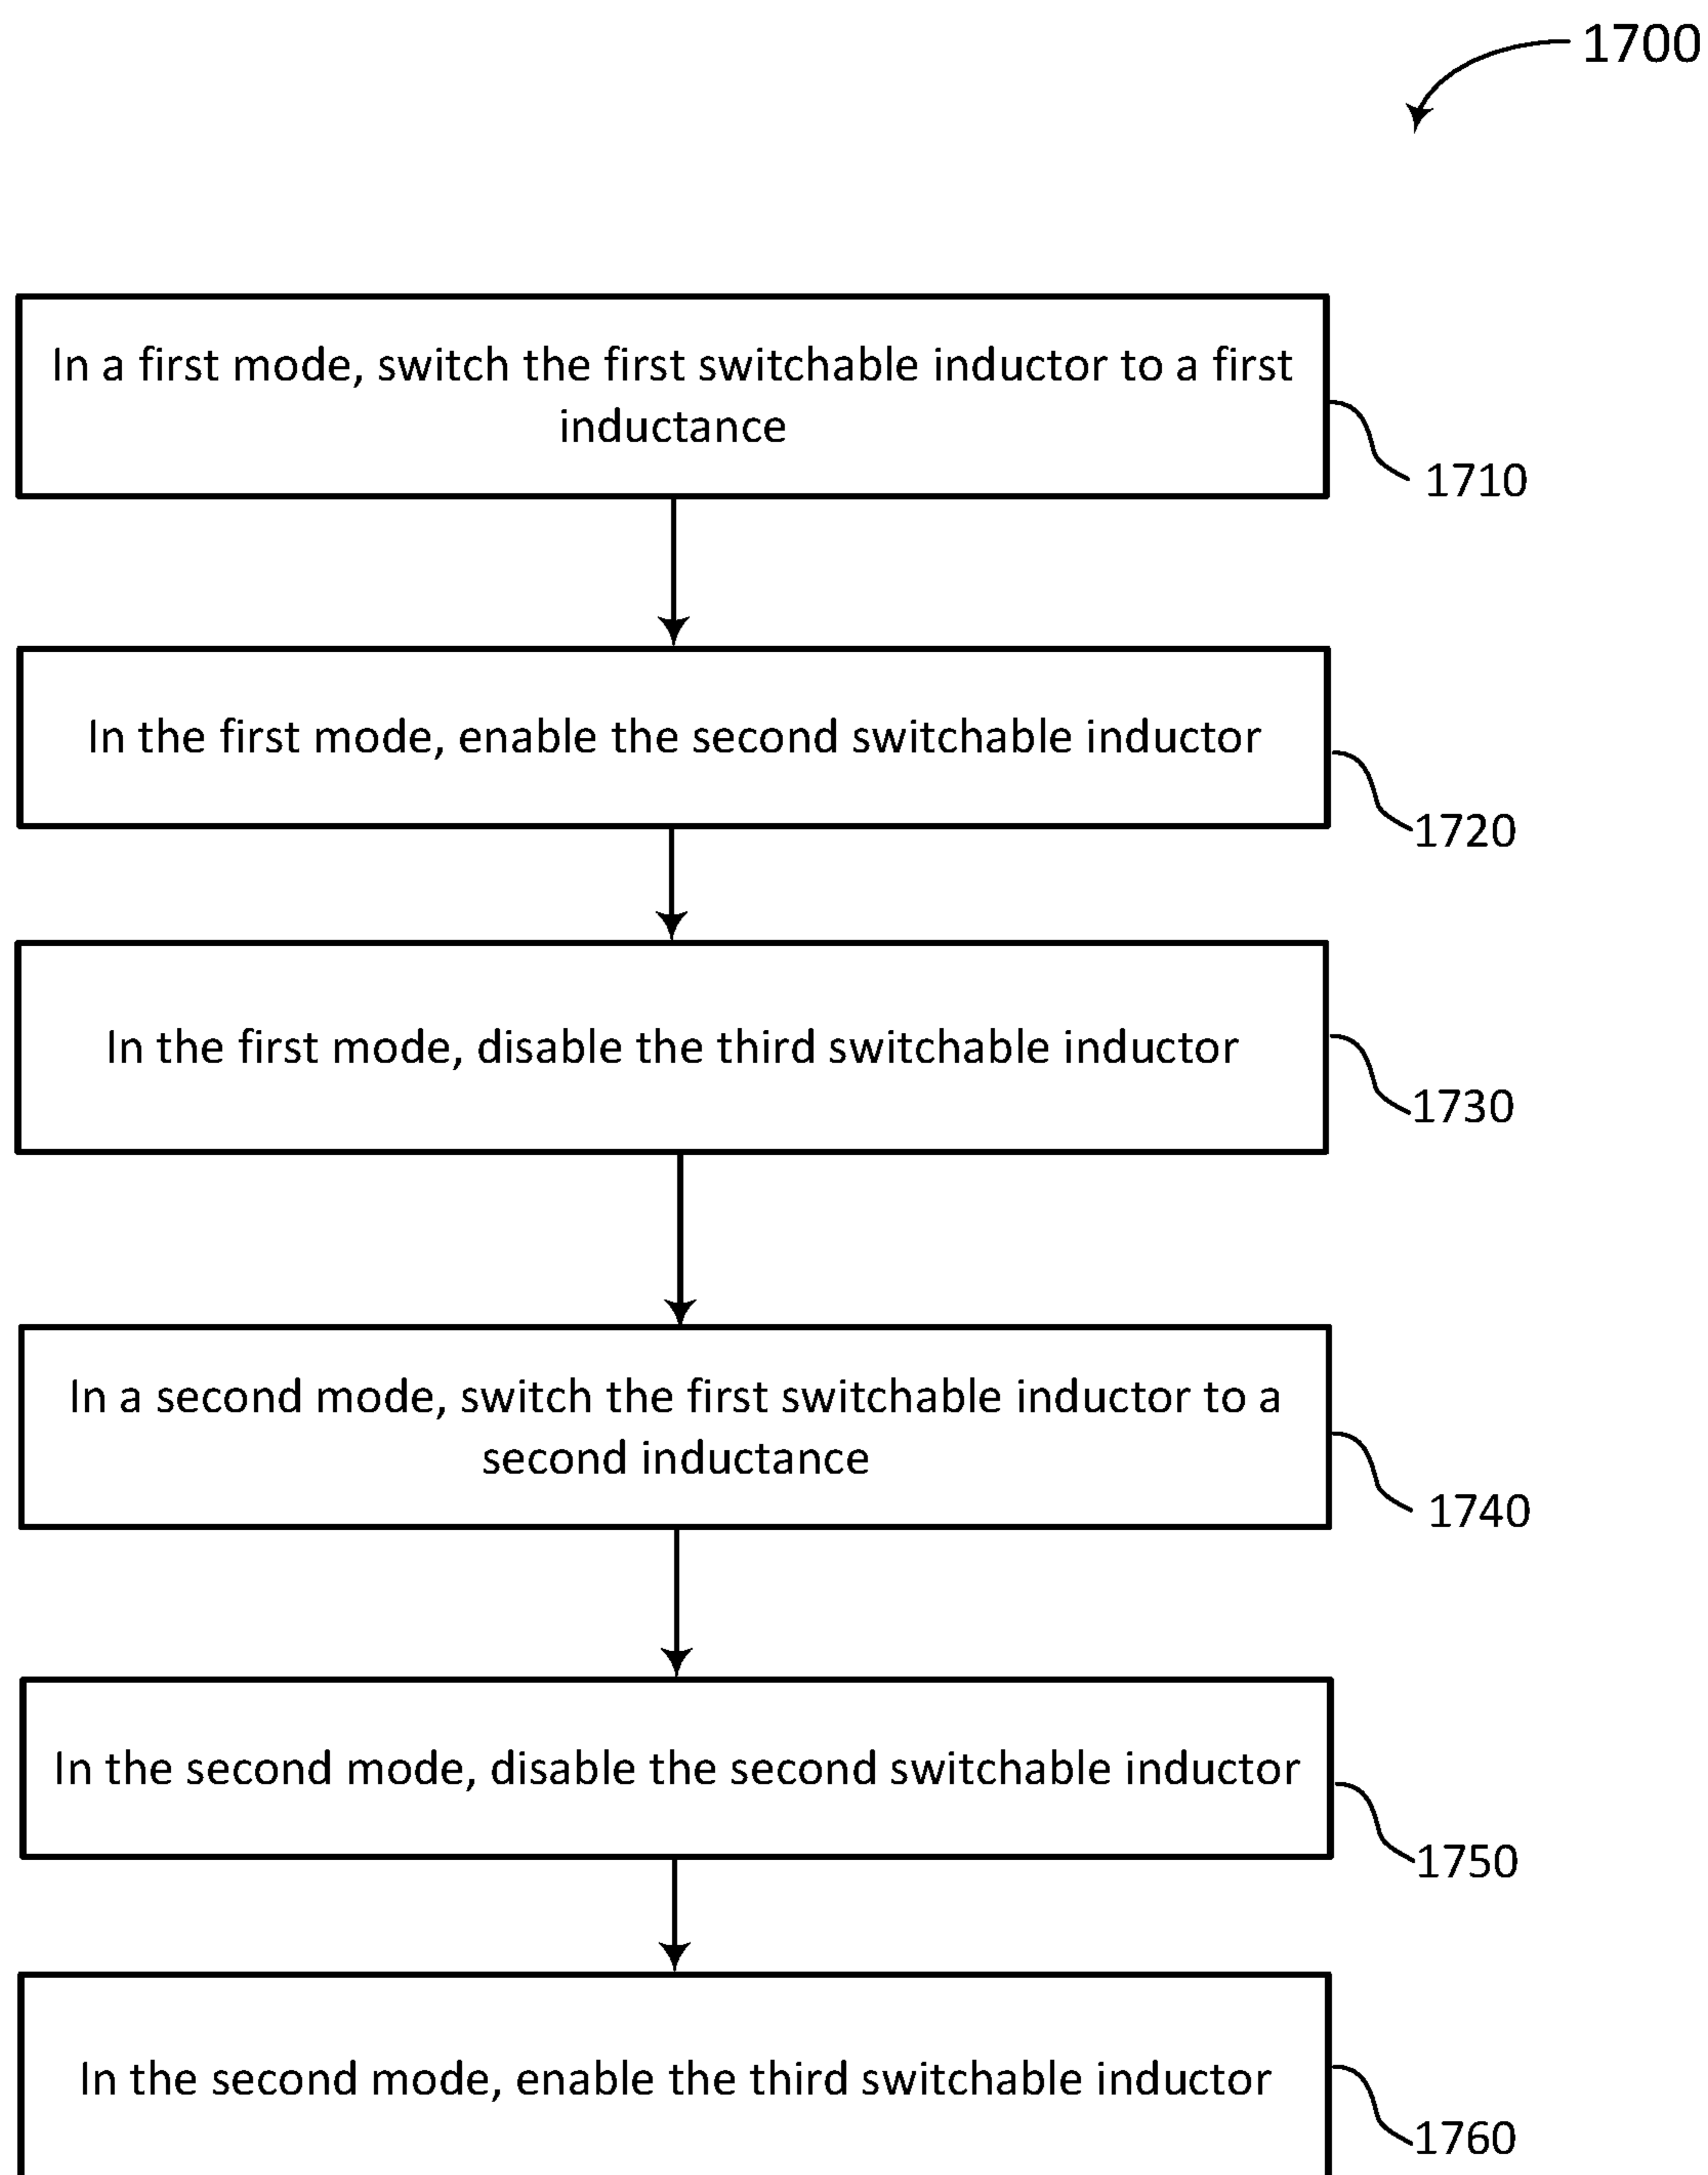 1700
In a first mode, switch the first switchable inductor to a first
inductance
1710
In the first mode, enable the second switchable inductor
1720
In the first mode, disable the third switchable inductor
1730
In a second mode, switch the first switchable inductor to a
second inductance
1740
In the second mode, disable the second switchable inductor
1750
In the second mode, enable the third switchable inductor
1760